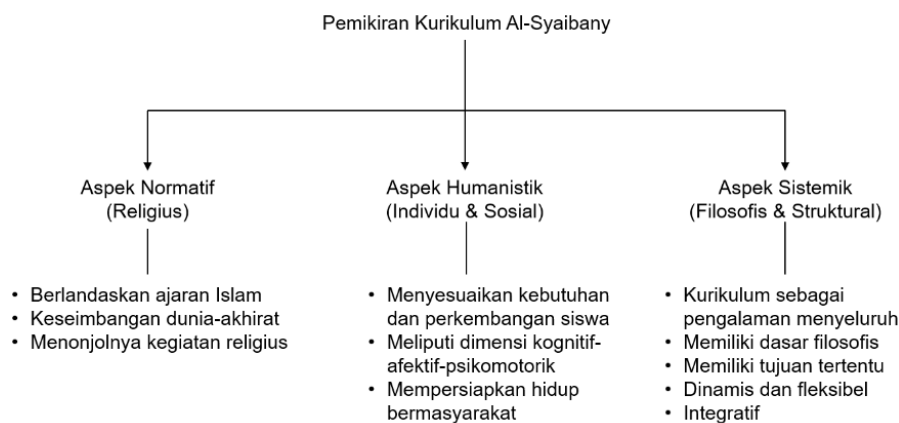 Pemikiran Kurikulum Al-Syaibany
Aspek Normatif
(Religius)
• Berlandaskan ajaran Islam
• Keseimbangan dunia-akhirat
• Menonjolnya kegiatan religius
Aspek Humanistik
(Individu & Sosial)
• Menyesuaikan kebutuhan
dan perkembangan siswa
• Meliputi dimensi kognitif-
afektif-psikomotorik
• Mempersiapkan hidup
bermasyarakat
Aspek Sistemik
(Filosofis & Struktural)
• Kurikulum sebagai
pengalaman menyeluruh
• Memiliki dasar filosofis
• Memiliki tujuan tertentu
• Dinamis dan fleksibel
• Integratif